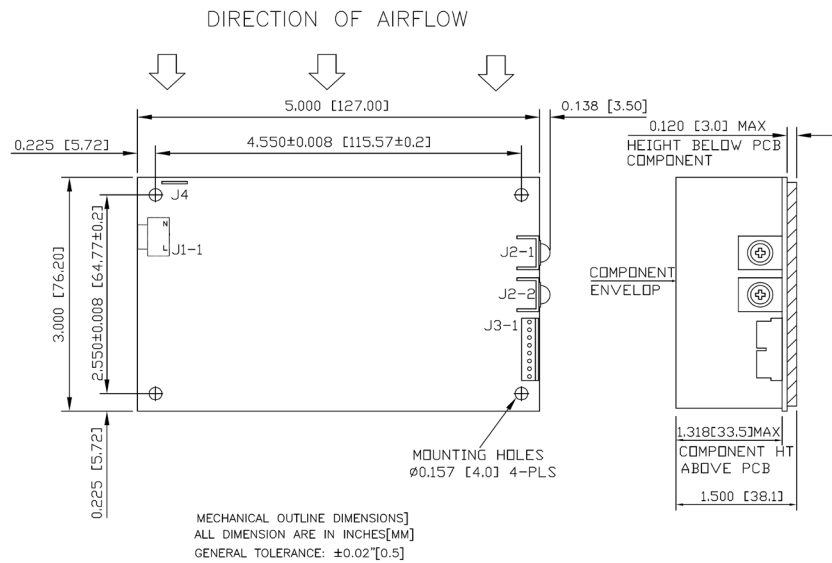 DIRECTION OF AIRFLOW
5.000 [127.00]
0.138 [3.50]
0.225 [5.72]
4.550±0.008 [115.57±0.2]
0.120 [3.0] MAX
HEIGHT BELOW PCB
COMPONENT
J4
N
L
J1-1
J2-1
J2-2
J3-1
3.000 [76.20]
2.550±0.008 [64.77±0.2]
0.225 [5.72]
COMPONENT
ENVELOP
MOUNTING HOLES
Ø0.157 [4.0] 4-PLS
1.318[33.5]MAX
COMPONENT HT
ABOVE PCB
1.500 [38.1]
MECHANICAL OUTLINE DIMENSIONS]
ALL DIMENSION ARE IN INCHES[MM]
GENERAL TOLERANCE: ±0.02"[0.5]